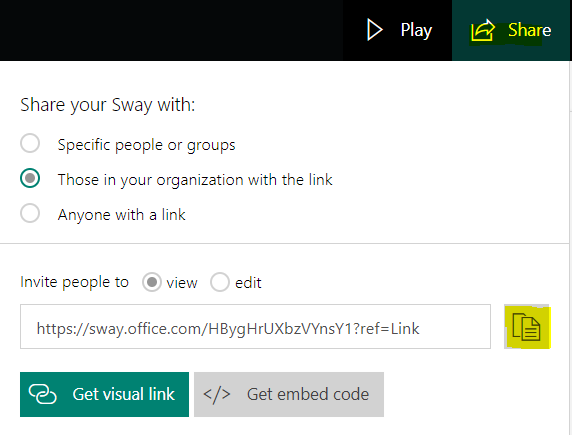 Play Share
Share your Sway with:
Specific people or groups
Those in your organization with the link
Anyone with a link
Invite people to view edit
https://sway.office.com/HBygHrUXbzVYnsY1?ref=Link
Get visual link </> Get embed code